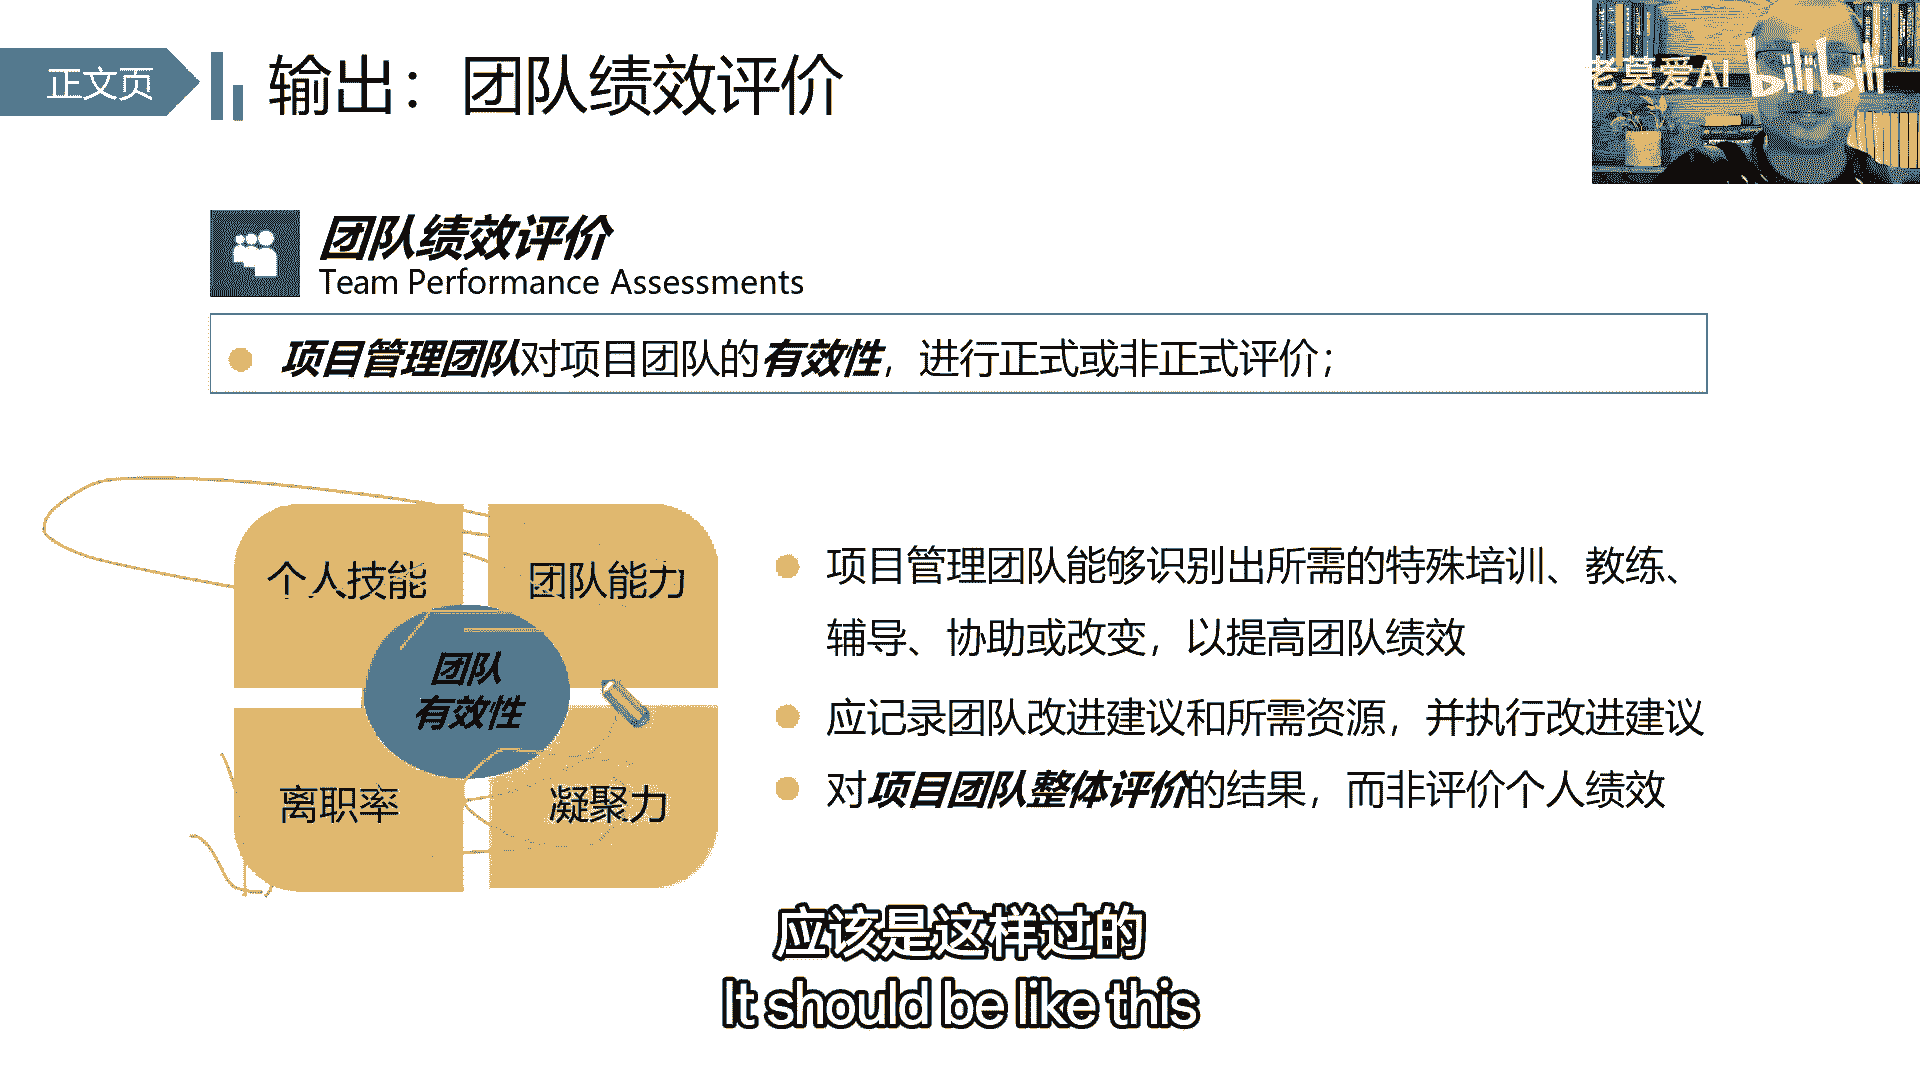 正文页
输出：团队绩效评价
老莫爱AI bilibili
团队绩效评价
Team Performance Assessments
项目管理团队对项目团队的有效性，进行正式或非正式评价；
个人技能
团队能力
团队
有效性
离职率
凝聚力
项目管理团队能够识别出所需的特殊培训、教练、
辅导、协助或改变，以提高团队绩效
应记录团队改进建议和所需资源，并执行改进建议
对项目团队整体评价的结果，而非评价个人绩效
应该是这样过的
It should be like this